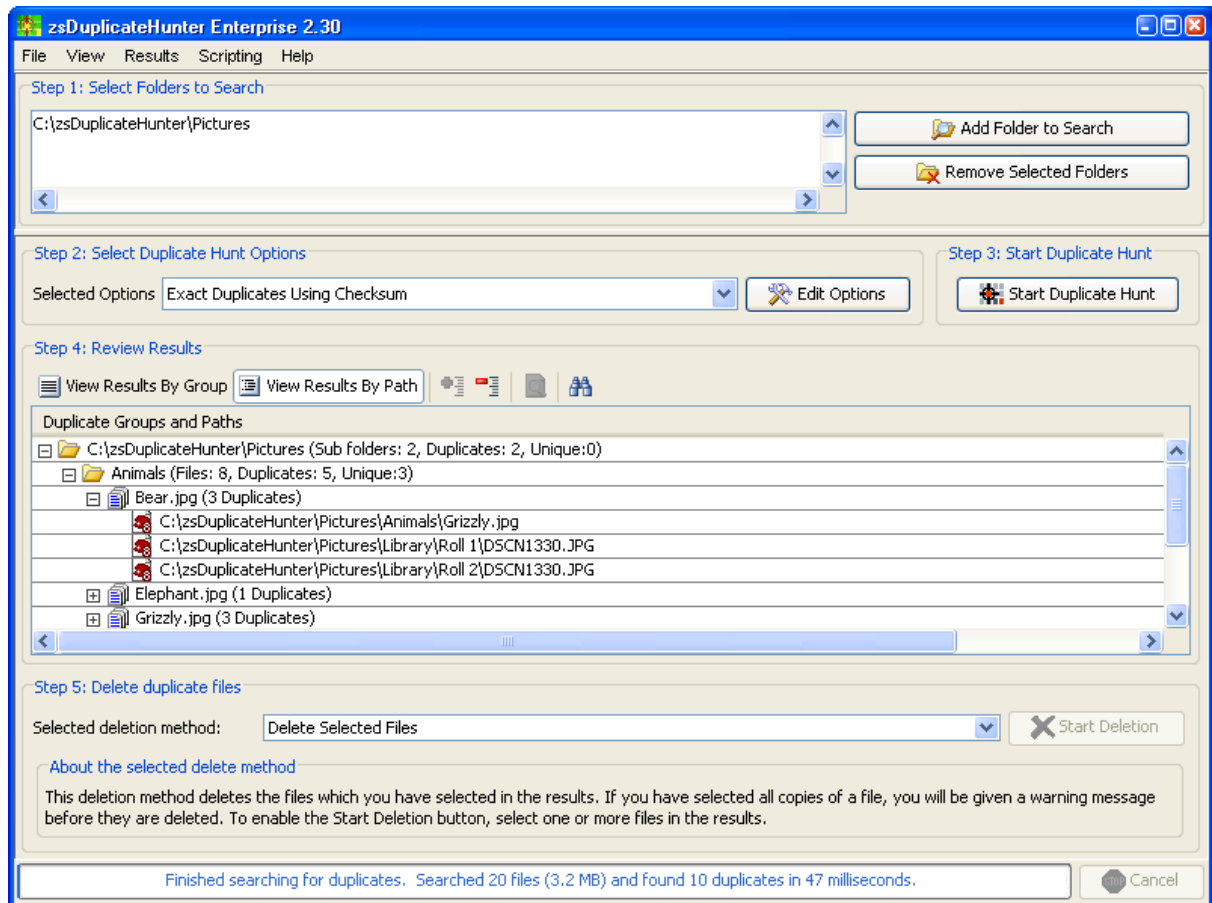 zsDuplicateHunter Enterprise 2.30
File View Results Scripting Help
Step 1: Select Folders to Search
C:\zsDuplicateHunter\Pictures
Add Folder to Search
Remove Selected Folders
Step 2: Select Duplicate Hunt Options
Step 3: Start Duplicate Hunt
Selected Options Exact Duplicates Using Checksum
Edit Options
Start Duplicate Hunt
Step 4: Review Results
View Results By Group View Results By Path
Duplicate Groups and Paths
C:\zsDuplicateHunter\Pictures (Sub folders: 2, Duplicates: 2, Unique:0)
Animals (Files: 8, Duplicates: 5, Unique:3)
Bear.jpg (3 Duplicates)
C:\zsDuplicateHunter\Pictures\Animals\Grizzly.jpg
C:\zsDuplicateHunter\Pictures\Library\Roll 1\DSCN1330.JPG
C:\zsDuplicateHunter\Pictures\Library\Roll 2\DSCN1330.JPG
Elephant.jpg (1 Duplicates)
Grizzly.jpg (3 Duplicates)
Step 5: Delete duplicate files
Selected deletion method: Delete Selected Files
Start Deletion
About the selected delete method
This deletion method deletes the files which you have selected in the results. If you have selected all copies of a file, you will be given a warning message
before they are deleted. To enable the Start Deletion button, select one or more files in the results.
Finished searching for duplicates. Searched 20 files (3.2 MB) and found 10 duplicates in 47 milliseconds.
STOP Cancel